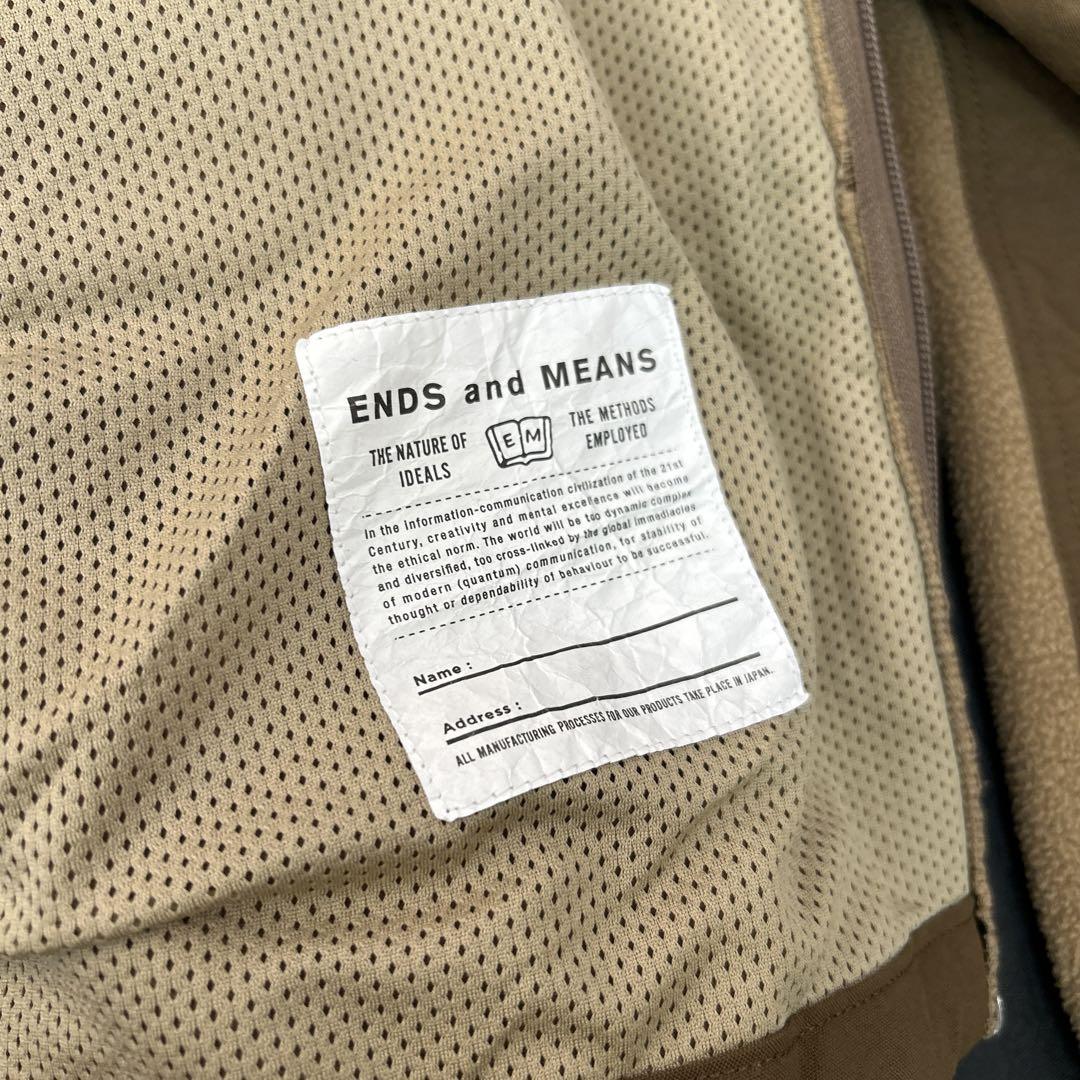 ENDS and MEANS
THE NATURE OF
IDEALS
E M
THE METHODS
EMPLOYED
In the information-communication civilization of the 21st
Century, creativity and mental excellence will become
the ethical norm. The world will be too dynamic complex
and diversified, too cross-linked by the global immediacies
of modern (quantum) communication, for stability of
thought or dependability of behaviour to be successful.
Name :
Address :
ALL MANUFACTURING PROCESSES FOR OUR PRODUCTS TAKE PLACE IN JAPAN.